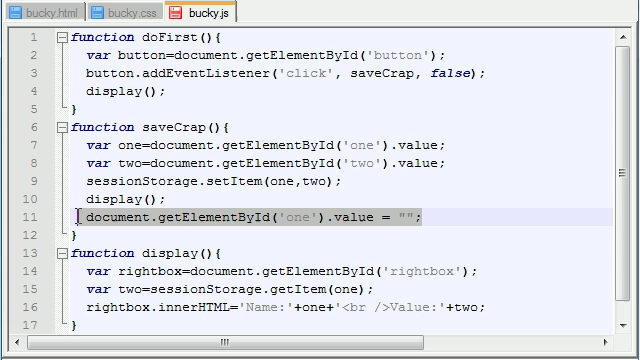 bucky.html bucky.css bucky.js
1 function doFirst(){
2 var button=document.getElementById('button');
3 button.addEventListener('click', saveCrap, false);
4 display();
5 }
6 function saveCrap(){
7 var one=document.getElementById('one').value;
8 var two=document.getElementById('two').value;
9 sessionStorage.setItem(one,two);
10 display();
11 document.getElementById('one').value = "";
12 }
13 function display(){
14 var rightbox=document.getElementById('rightbox');
15 var two=sessionStorage.getItem(one);
16 rightbox.innerHTML='Name:'+one+'<br />Value:'+two;
17 }